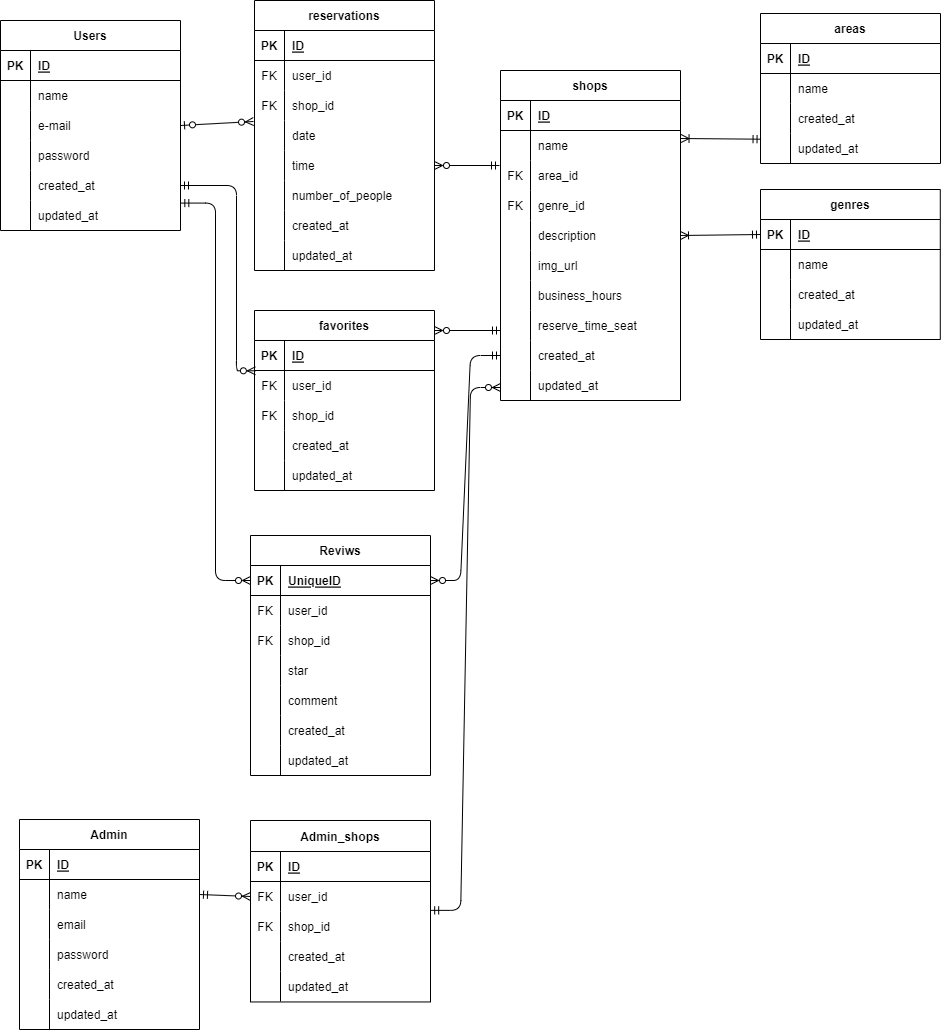 Users
PK ID
name
e-mail
password
created_at
updated_at
reservations
PK ID
FK user_id
FK shop_id
date
time
number_of_people
created_at
updated_at
favorites
PK ID
FK user_id
FK shop_id
created_at
updated_at
Reviws
PK UniqueID
FK user_id
FK shop_id
star
comment
created_at
updated_at
Admin
PK ID
name
email
password
created_at
updated_at
Admin_shops
PK ID
FK user_id
FK shop_id
created_at
updated_at
shops
PK ID
name
FK area_id
FK genre_id
description
img_url
business_hours
reserve_time_seat
created_at
updated_at
areas
PK ID
name
created_at
updated_at
genres
PK ID
name
created_at
updated_at